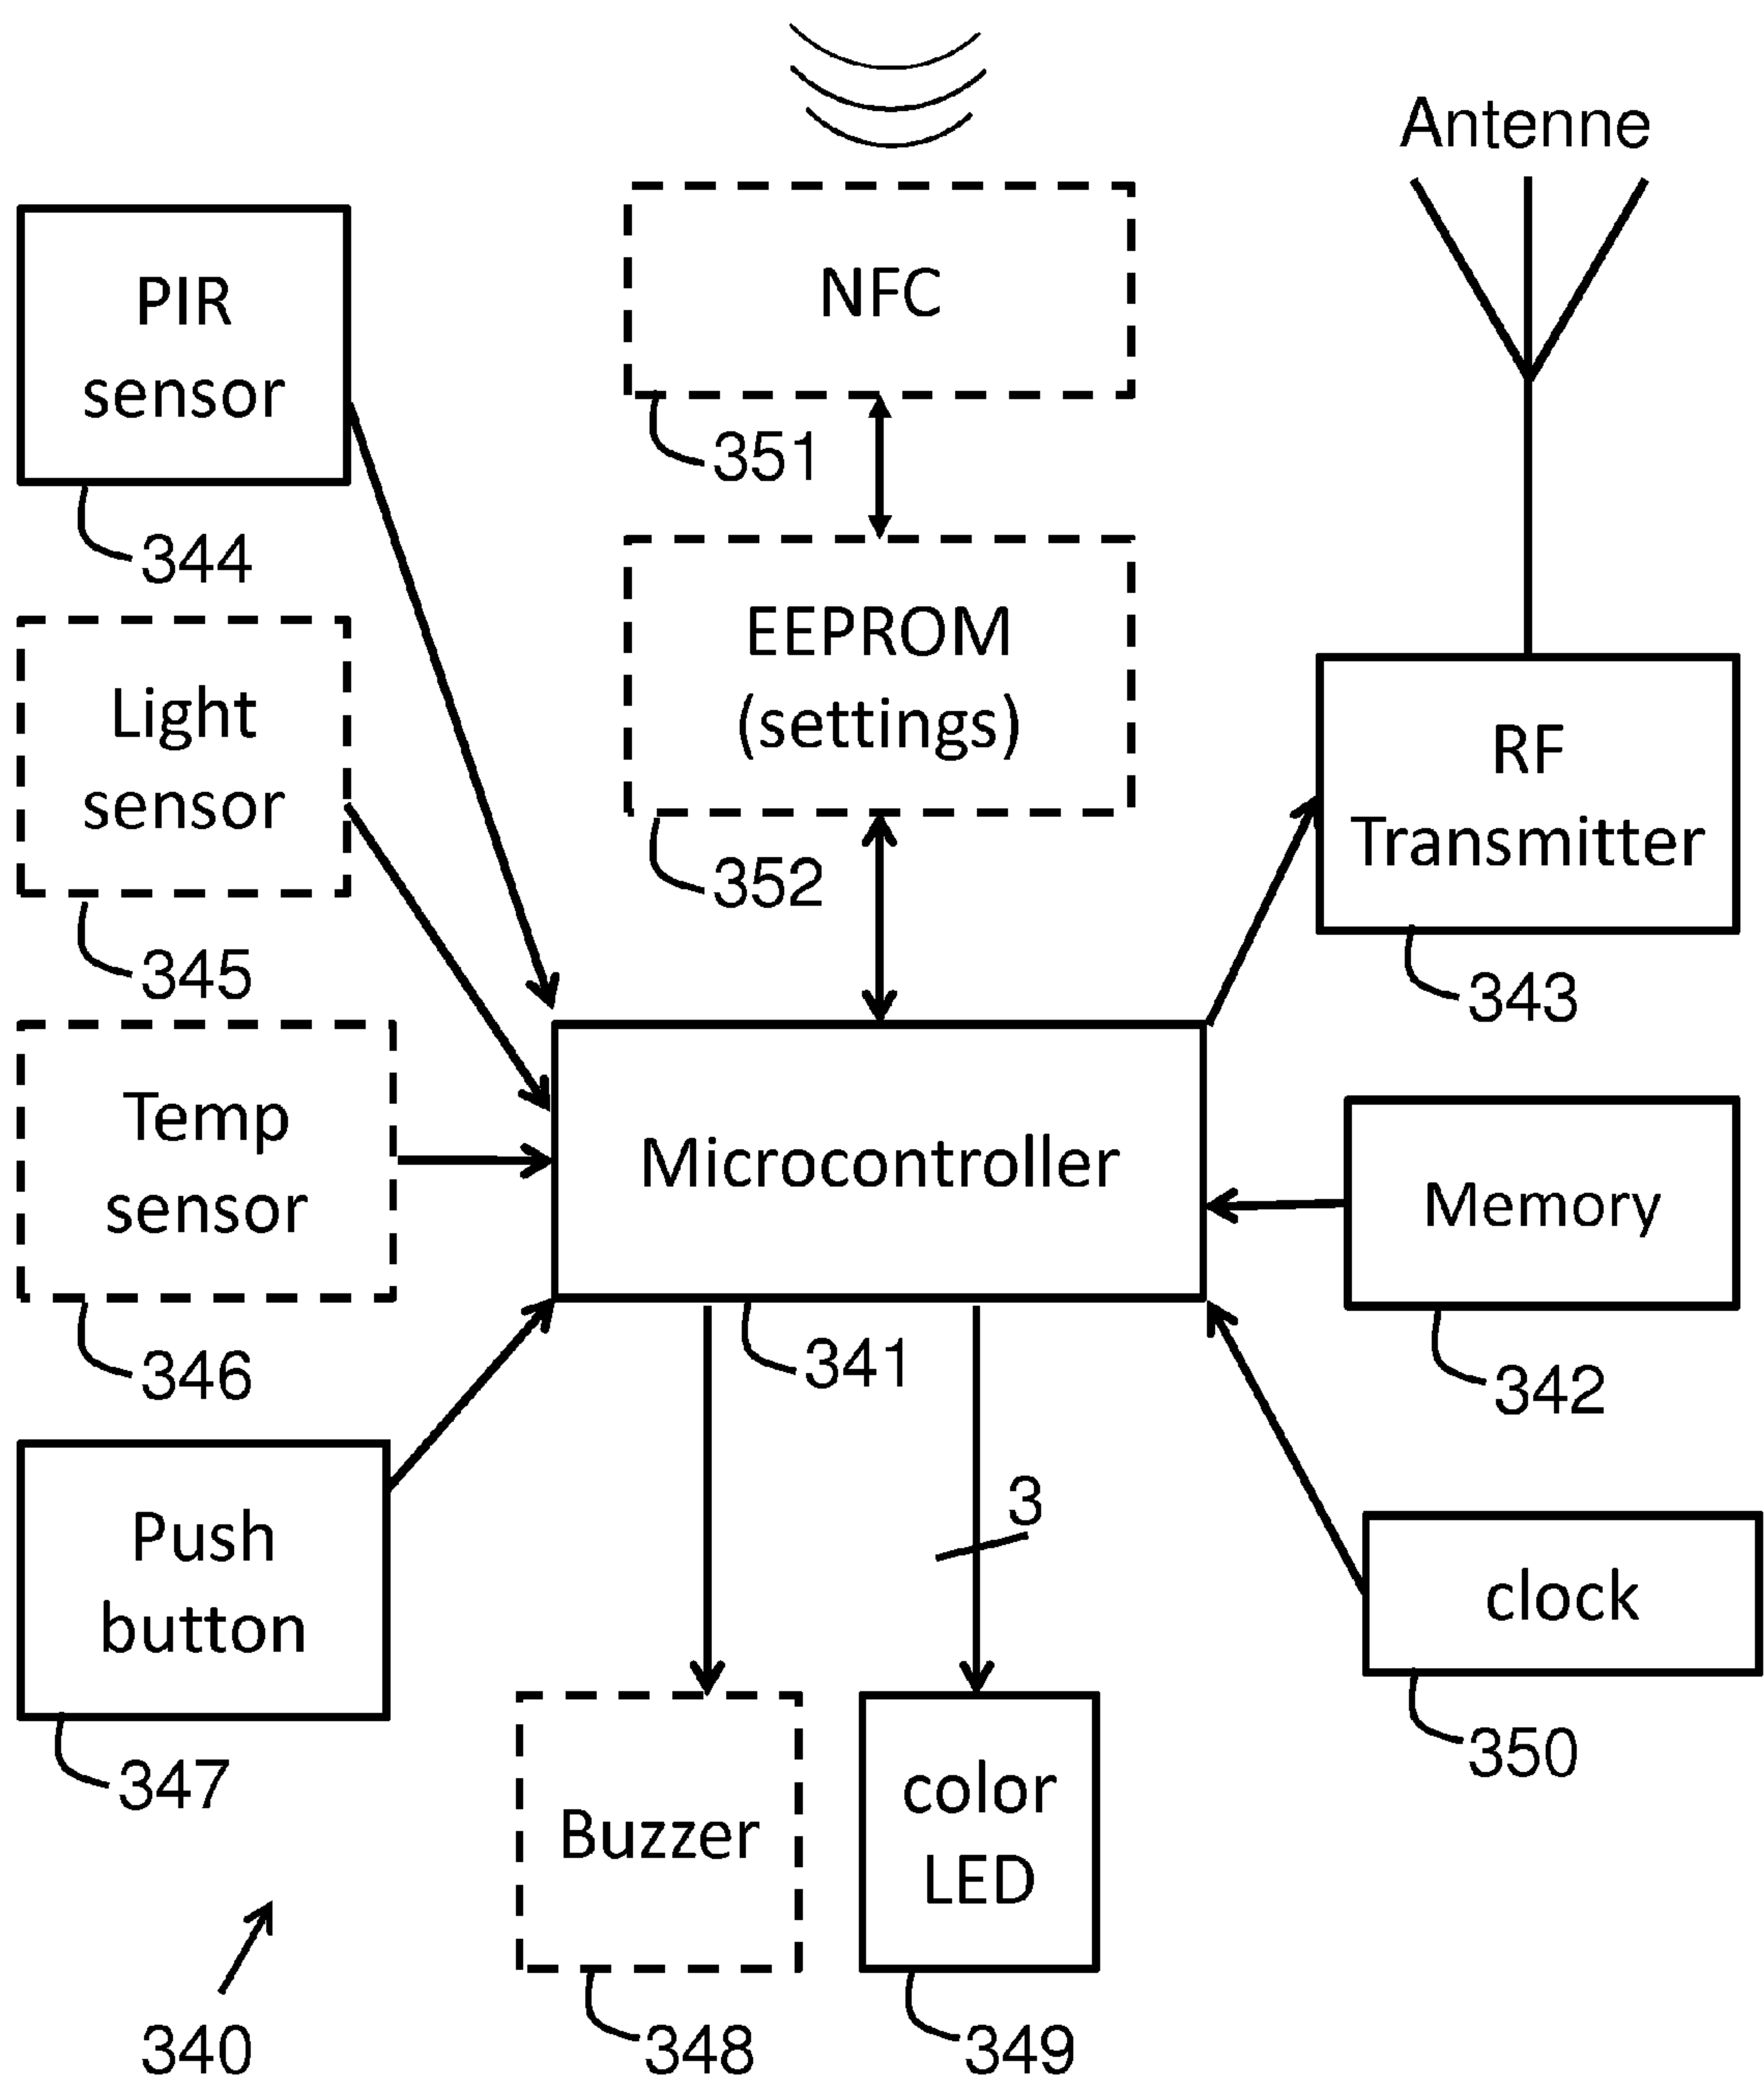 Antenne
PIR
sensor
344
NFC
351
Light
sensor
345
EEPROM
(settings)
352
RF
Transmitter
343
Temp
sensor
346
Microcontroller
341
Memory
342
Push
button
347
3
clock
350
Buzzer
348
color
LED
349
340